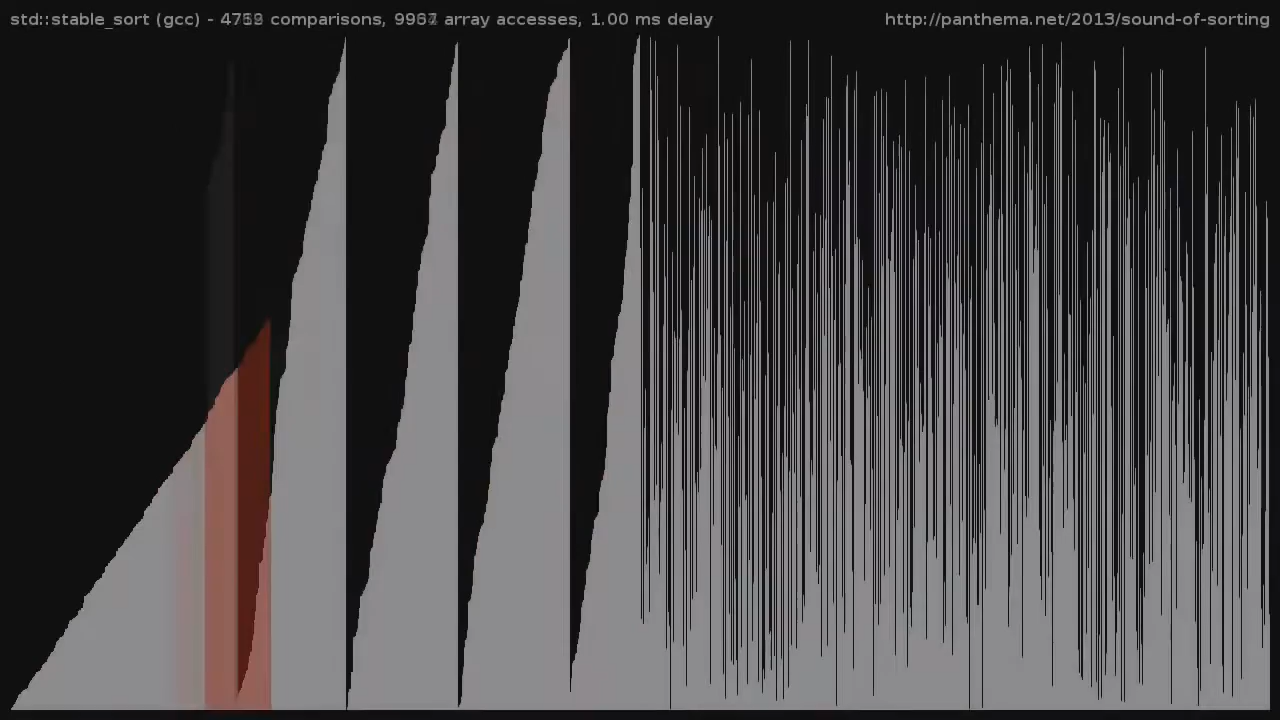 std::stable_sort (gcc) - comparisons, array accesses, 1.00 ms delay
http://panthema.net/2013/sound-of-sorting